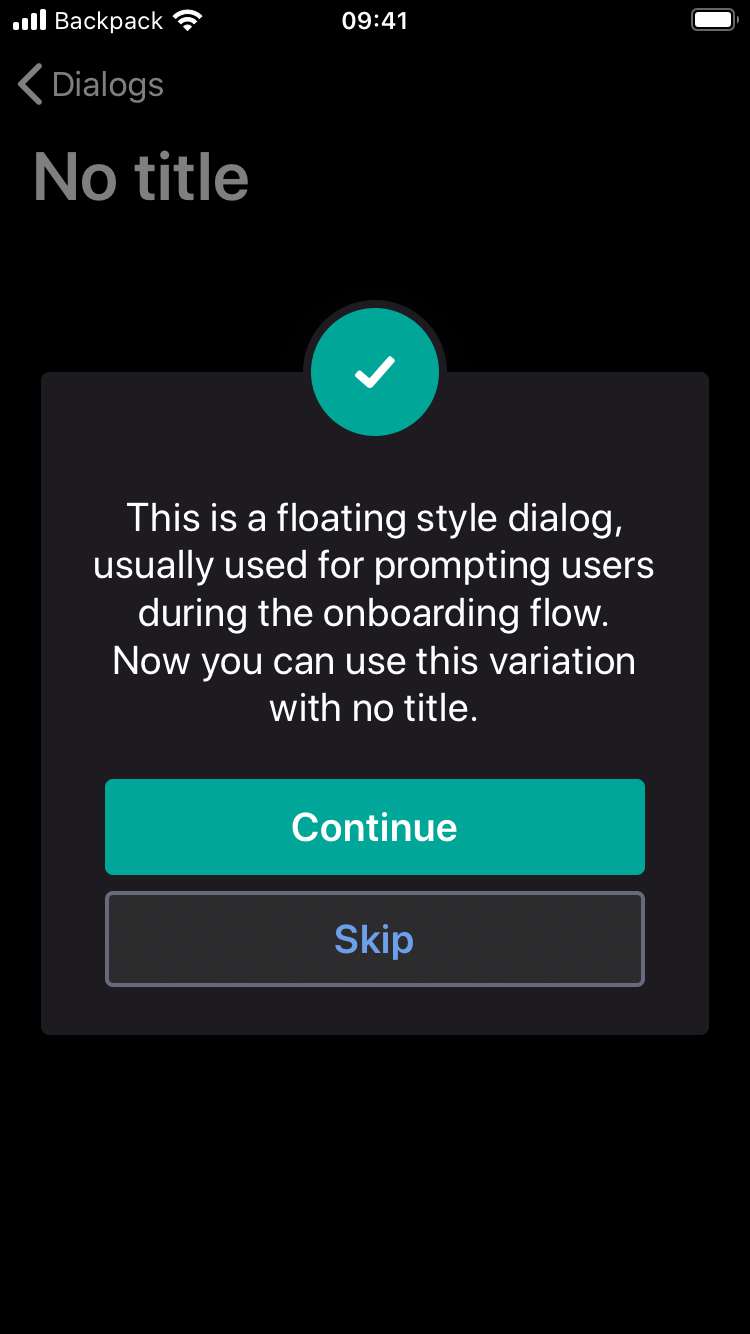 Backpack 09:41
Dialogs
No title
This is a floating style dialog,
usually used for prompting users
during the onboarding flow.
Now you can use this variation
with no title.
Continue
Skip